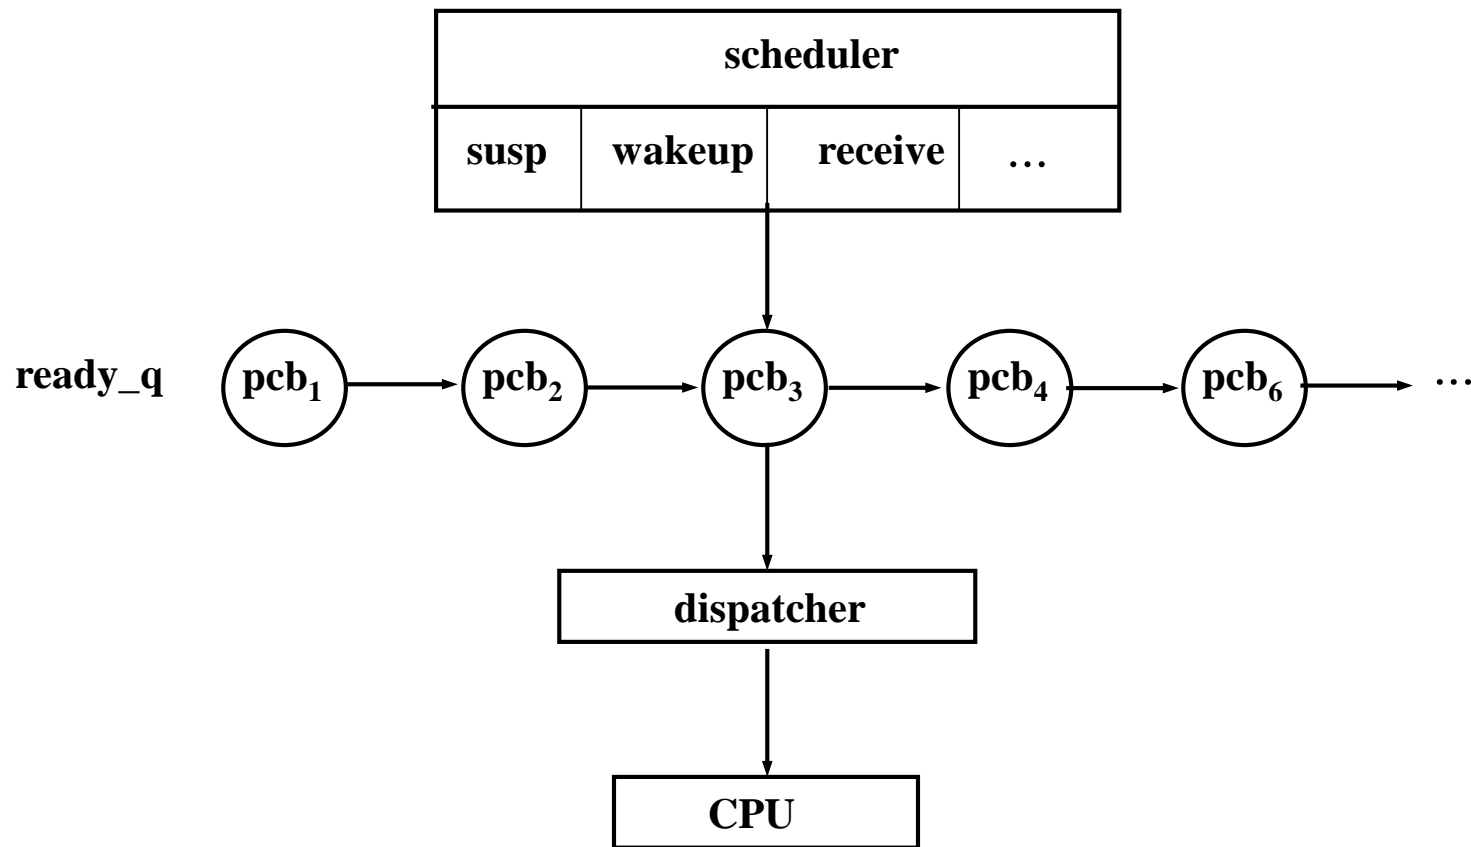 scheduler
susp wakeup receive ...
ready_q pcb1 pcb2 pcb3 pcb4 pcb6 ...
dispatcher
CPU